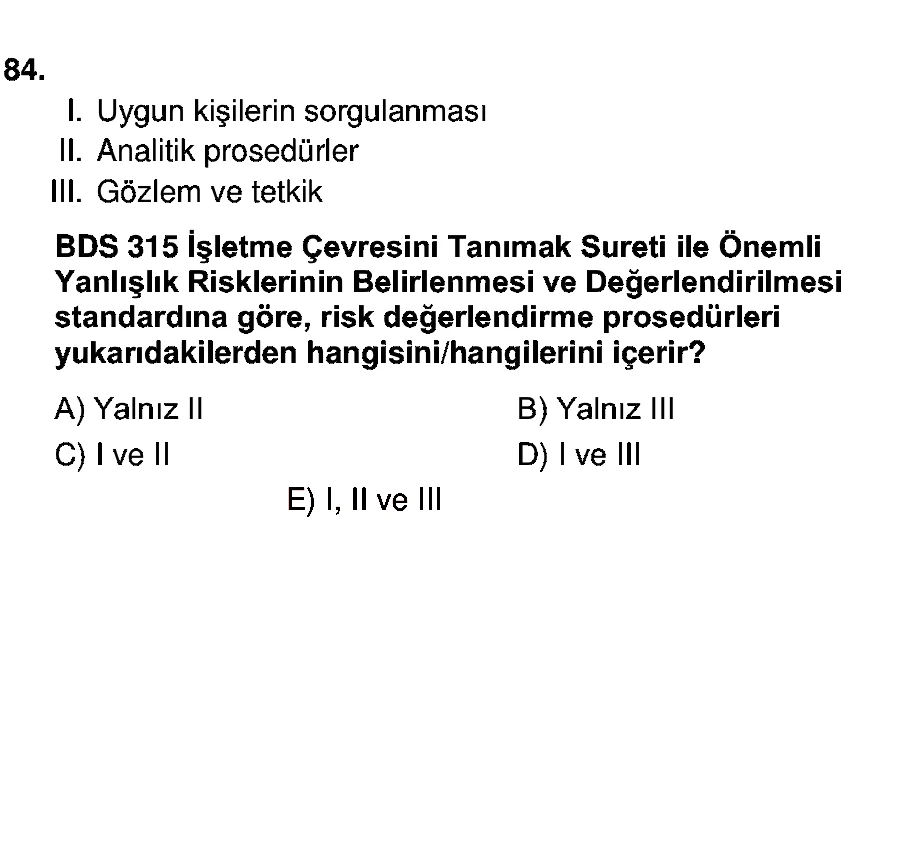 84.
I. Uygun kişilerin sorgulanması
II. Analitik prosedürler
III. Gözlem ve tetkik
BDS 315 İşletme Çevresini Tanımak Sureti ile Önemli
Yanlışlık Risklerinin Belirlenmesi ve Değerlendirilmesi
standardına göre, risk değerlendirme prosedürleri
yukarıdakilerden hangisini/hangilerini içerir?
A) Yalnız II
B) Yalnız III
C) I ve II
D) I ve III
E) I, II ve III